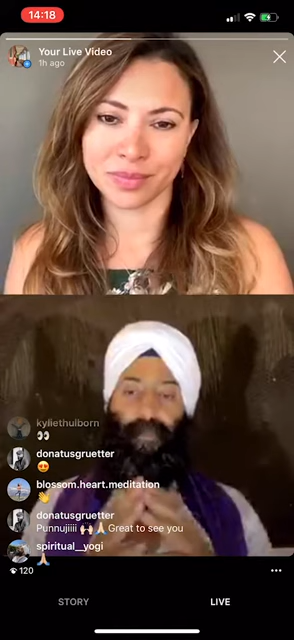 14:18
Your Live Video
1h ago
kyliethulborn
👀
donatusgruetter
😍
blossom.heart.meditation
👏
donatusgruetter
Punnujiiii 🙌🙏 Great to see you
spiritual__yogi
🙏
120
STORY
LIVE